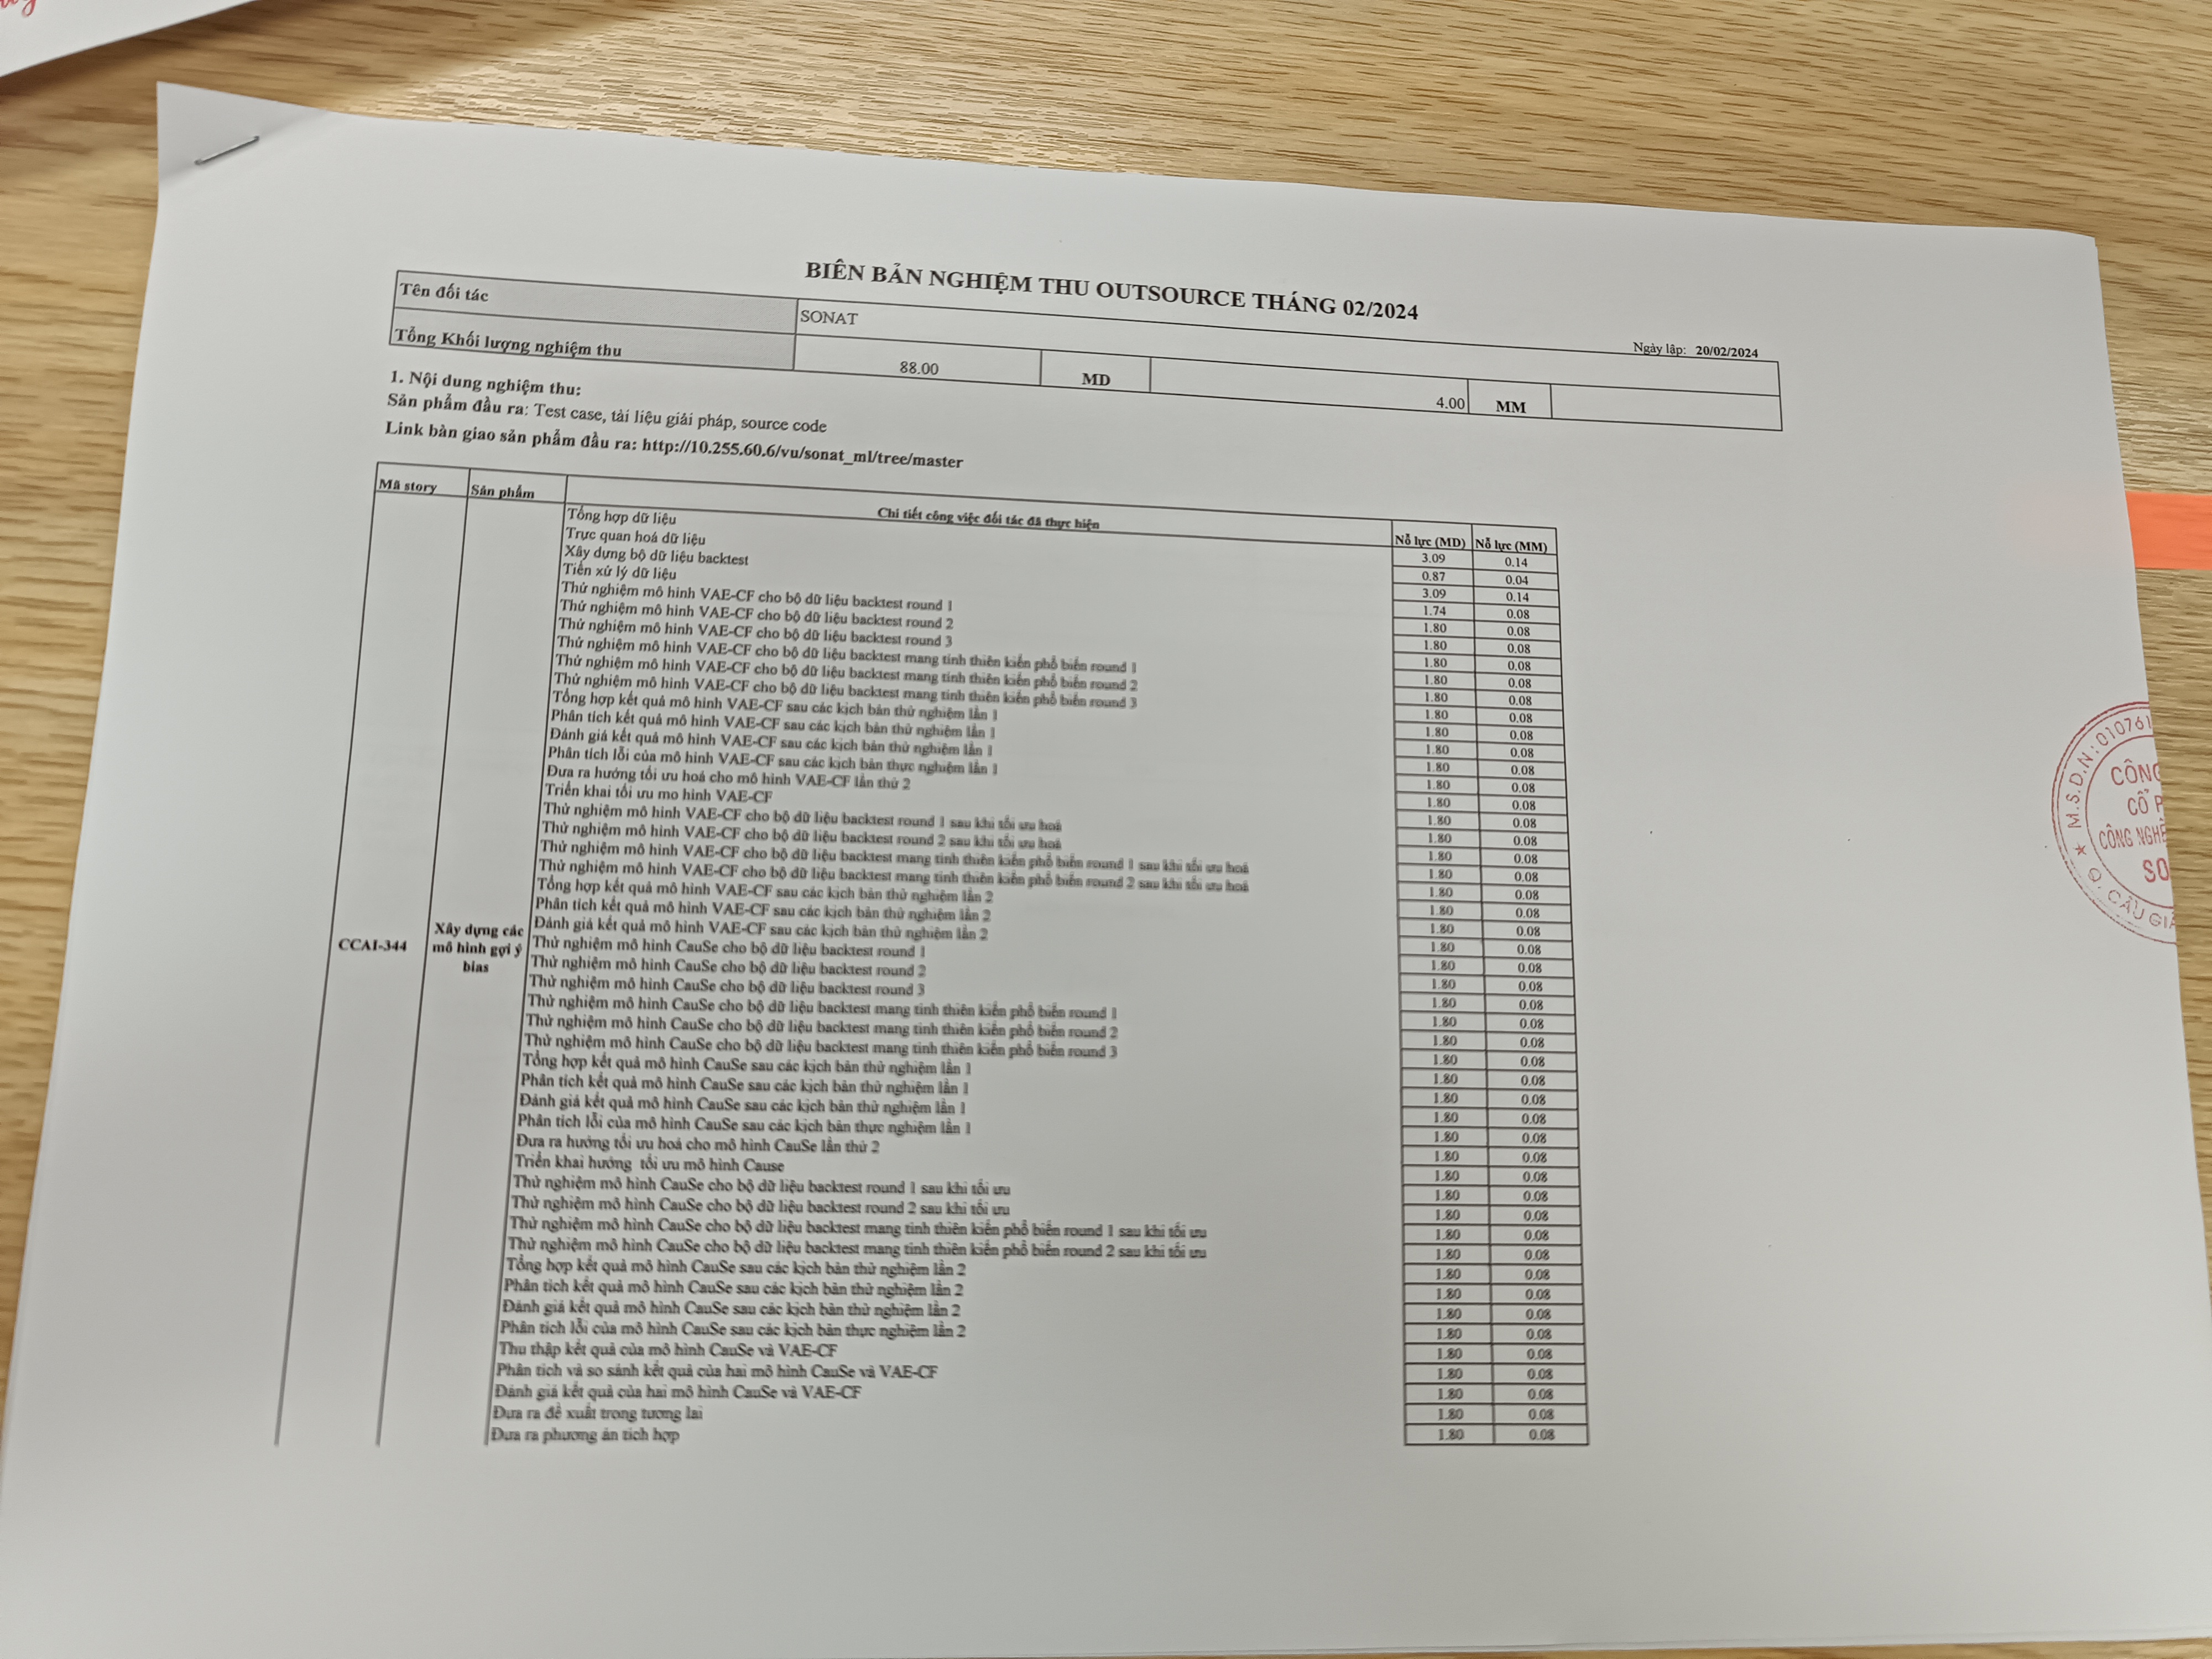 BIÊN BẢN NGHIỆM THU OUTSOURCE THÁNG 02/2024
Ngày lập: 20/02/2024
Tên đối tác SONAT
Tổng Khối lượng nghiệm thu 88.00 MD 4.00 MM
1. Nội dung nghiệm thu:
Sản phẩm đầu ra: Test case, tài liệu giải pháp, source code
Link bàn giao sản phẩm đầu ra: http://10.255.60.6/vu/sonat_ml/tree/master
Mã story Sản phẩm Chi tiết công việc đối tác đã thực hiện Nỗ lực (MD) Nỗ lực (MM)
CCAI-344
Xây dựng các
mô hình gợi ý
bias
Tổng hợp dữ liệu 3.09 0.14
Trực quan hoá dữ liệu 0.87 0.04
Xây dựng bộ dữ liệu backtest 3.09 0.14
Tiền xử lý dữ liệu 1.74 0.08
Thử nghiệm mô hình VAE-CF cho bộ dữ liệu backtest round 1 1.80 0.08
Thử nghiệm mô hình VAE-CF cho bộ dữ liệu backtest round 2 1.80 0.08
Thử nghiệm mô hình VAE-CF cho bộ dữ liệu backtest round 3 1.80 0.08
Thử nghiệm mô hình VAE-CF cho bộ dữ liệu backtest mang tính thiên kiến phổ biến round 1 1.80 0.08
Thử nghiệm mô hình VAE-CF cho bộ dữ liệu backtest mang tính thiên kiến phổ biến round 2 1.80 0.08
Thử nghiệm mô hình VAE-CF cho bộ dữ liệu backtest mang tính thiên kiến phổ biến round 3 1.80 0.08
Tổng hợp kết quả mô hình VAE-CF sau các kịch bản thử nghiệm lần 1 1.80 0.08
Phân tích kết quả mô hình VAE-CF sau các kịch bản thử nghiệm lần 1 1.80 0.08
Đánh giá kết quả mô hình VAE-CF sau các kịch bản thử nghiệm lần 1 1.80 0.08
Phân tích lỗi của mô hình VAE-CF sau các kịch bản thực nghiệm lần 1 1.80 0.08
Đưa ra hướng tối ưu hoá cho mô hình VAE-CF lần thứ 2 1.80 0.08
Triển khai tối ưu mo hình VAE-CF 1.80 0.08
Thử nghiệm mô hình VAE-CF cho bộ dữ liệu backtest round 1 sau khi tối ưu hoá 1.80 0.08
Thử nghiệm mô hình VAE-CF cho bộ dữ liệu backtest round 2 sau khi tối ưu hoá 1.80 0.08
Thử nghiệm mô hình VAE-CF cho bộ dữ liệu backtest mang tính thiên kiến phổ biến round 1 sau khi tối ưu hoá 1.80 0.08
Thử nghiệm mô hình VAE-CF cho bộ dữ liệu backtest mang tính thiên kiến phổ biến round 2 sau khi tối ưu hoá 1.80 0.08
Tổng hợp kết quả mô hình VAE-CF sau các kịch bản thử nghiệm lần 2 1.80 0.08
Phân tích kết quả mô hình VAE-CF sau các kịch bản thử nghiệm lần 2 1.80 0.08
Đánh giá kết quả mô hình VAE-CF sau các kịch bản thử nghiệm lần 2 1.80 0.08
Thử nghiệm mô hình CauSe cho bộ dữ liệu backtest round 1 1.80 0.08
Thử nghiệm mô hình CauSe cho bộ dữ liệu backtest round 2 1.80 0.08
Thử nghiệm mô hình CauSe cho bộ dữ liệu backtest round 3 1.80 0.08
Thử nghiệm mô hình CauSe cho bộ dữ liệu backtest mang tính thiên kiến phổ biến round 1 1.80 0.08
Thử nghiệm mô hình CauSe cho bộ dữ liệu backtest mang tính thiên kiến phổ biến round 2 1.80 0.08
Thử nghiệm mô hình CauSe cho bộ dữ liệu backtest mang tính thiên kiến phổ biến round 3 1.80 0.08
Tổng hợp kết quả mô hình CauSe sau các kịch bản thử nghiệm lần 1 1.80 0.08
Phân tích kết quả mô hình CauSe sau các kịch bản thử nghiệm lần 1 1.80 0.08
Đánh giá kết quả mô hình CauSe sau các kịch bản thử nghiệm lần 1 1.80 0.08
Phân tích lỗi của mô hình CauSe sau các kịch bản thực nghiệm lần 1 1.80 0.08
Đưa ra hướng tối ưu hoá cho mô hình CauSe lần thứ 2 1.80 0.08
Triển khai hướng tối ưu mô hình Cause 1.80 0.08
Thử nghiệm mô hình CauSe cho bộ dữ liệu backtest round 1 sau khi tối ưu 1.80 0.08
Thử nghiệm mô hình CauSe cho bộ dữ liệu backtest round 2 sau khi tối ưu 1.80 0.08
Thử nghiệm mô hình CauSe cho bộ dữ liệu backtest mang tính thiên kiến phổ biến round 1 sau khi tối ưu 1.80 0.08
Thử nghiệm mô hình CauSe cho bộ dữ liệu backtest mang tính thiên kiến phổ biến round 2 sau khi tối ưu 1.80 0.08
Tổng hợp kết quả mô hình CauSe sau các kịch bản thử nghiệm lần 2 1.80 0.08
Phân tích kết quả mô hình CauSe sau các kịch bản thử nghiệm lần 2 1.80 0.08
Đánh giá kết quả mô hình CauSe sau các kịch bản thử nghiệm lần 2 1.80 0.08
Phân tích lỗi của mô hình CauSe sau các kịch bản thực nghiệm lần 2 1.80 0.08
Thu thập kết quả của mô hình CauSe và VAE-CF 1.80 0.08
Phân tích và so sánh kết quả của hai mô hình CauSe và VAE-CF 1.80 0.08
Đánh giá kết quả của hai mô hình CauSe và VAE-CF 1.80 0.08
Đưa ra đề xuất trong tương lai 1.80 0.08
Đưa ra phương án tích hợp 1.80 0.08
M.S.D.N: 010761
CÔNG
CỔ P
CÔNG NGHỆ
SO
Q. CẦU GIẤ